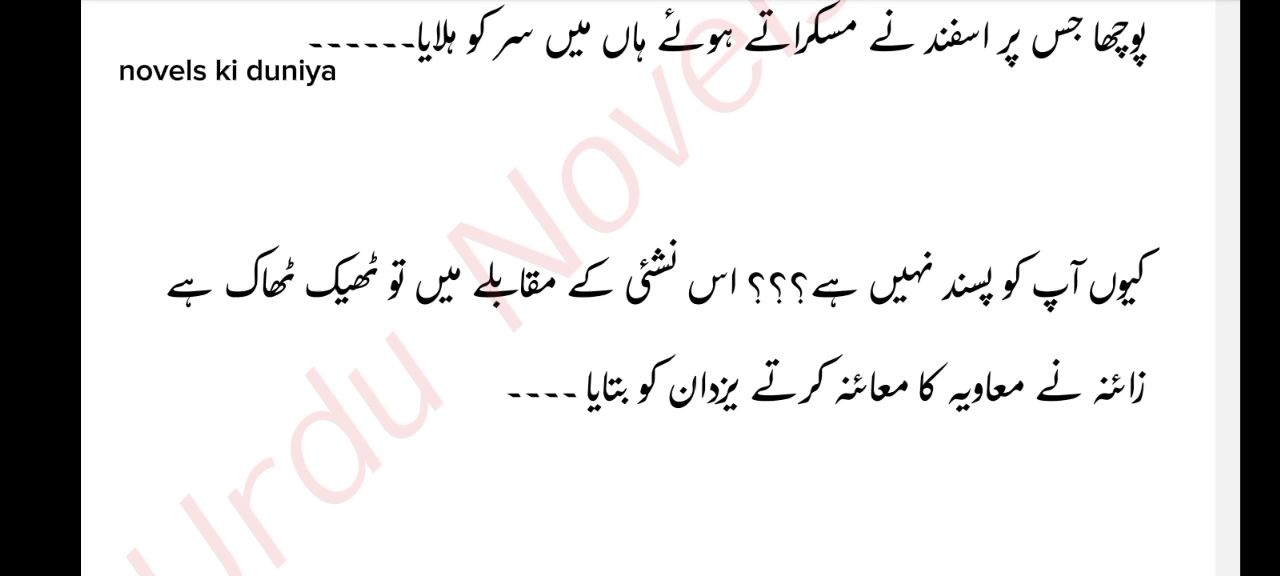 پوچھا جس پر اسفند نے مسکراتے ہوئے ہاں میں سر کو ہلایا------
novels ki duniya
کیوں آپ کو پسند نہیں ہے؟؟؟ اس نشئی کے مقابلے میں تو ٹھیک ٹھاک ہے
زائنہ نے معاویہ کا معائنہ کرتے یزدان کو بتایا ----
Urdu Novels